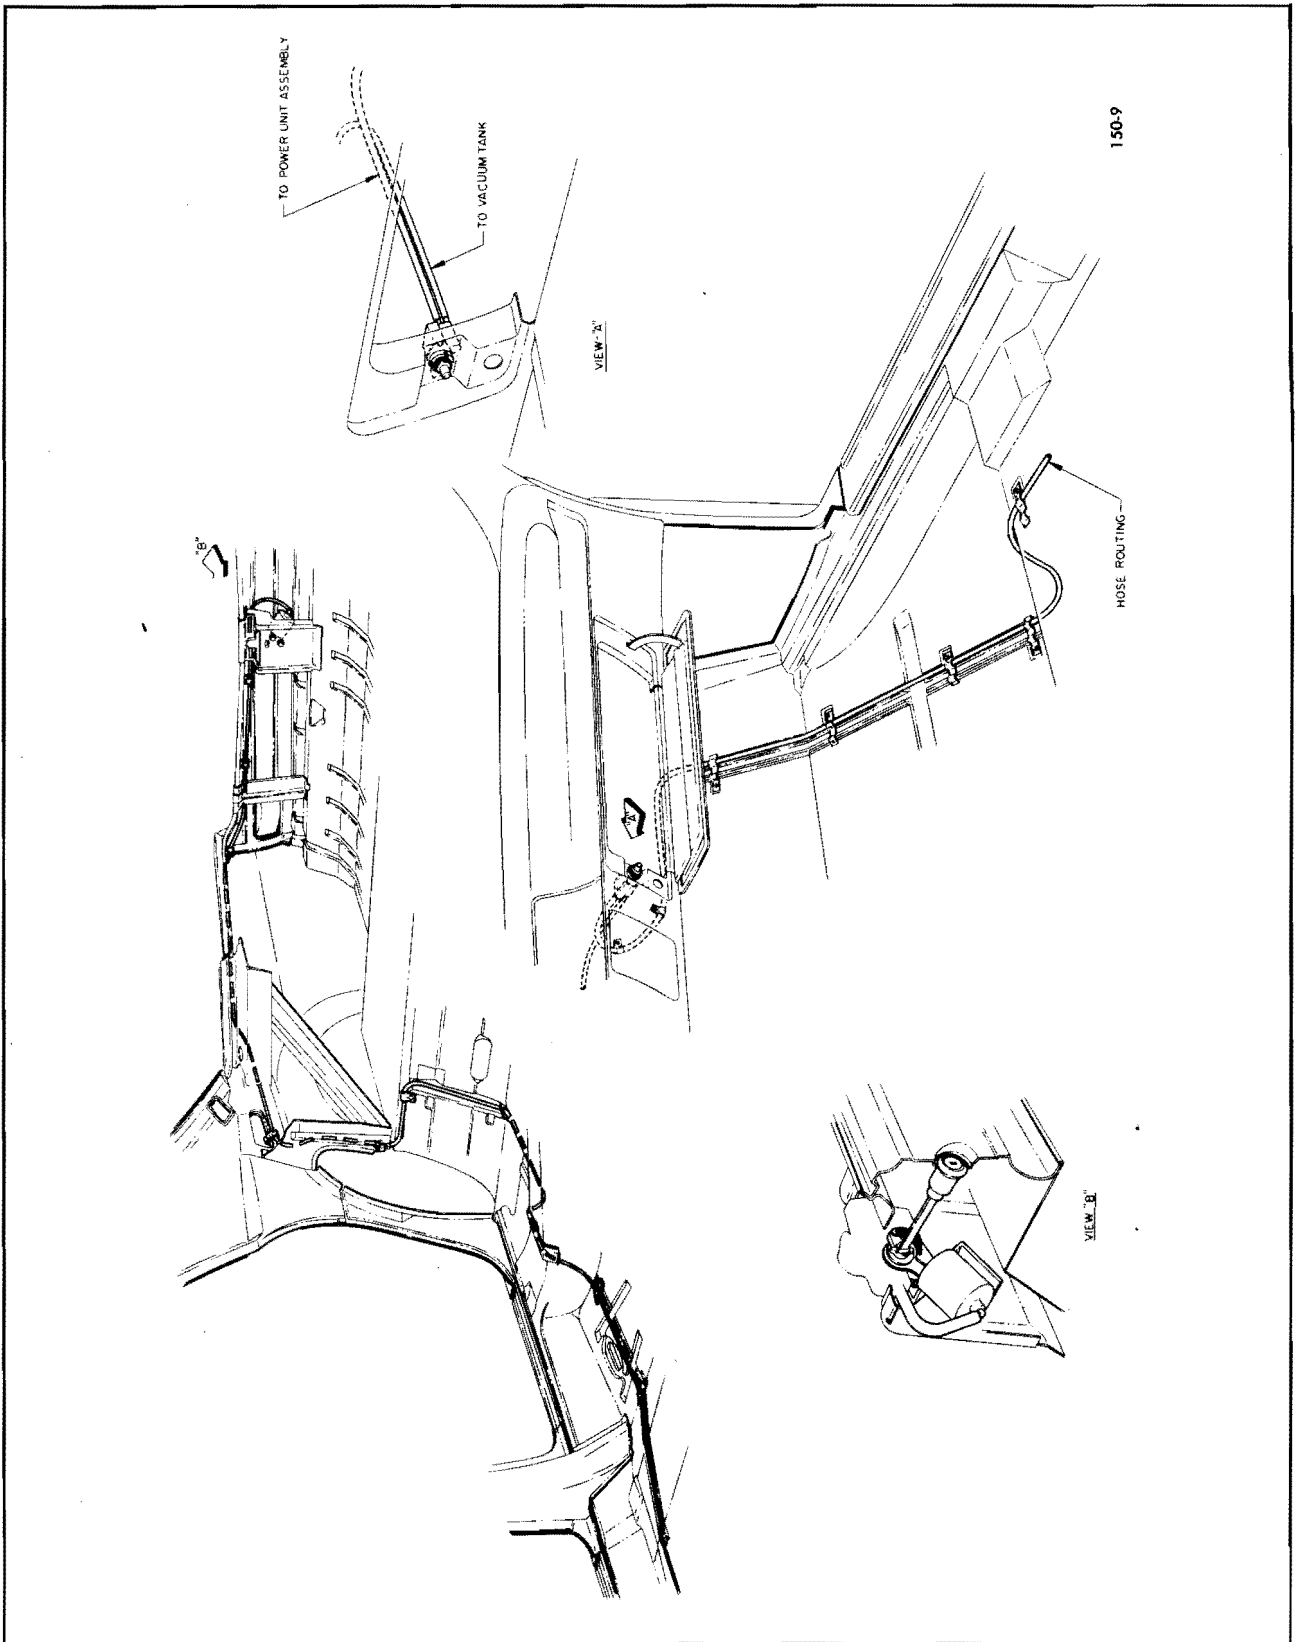 TO POWER UNIT ASSEMBLY
TO VACUUM TANK
VIEW "A"
"B"
"A"
HOSE ROUTING
VIEW "B"
150-9